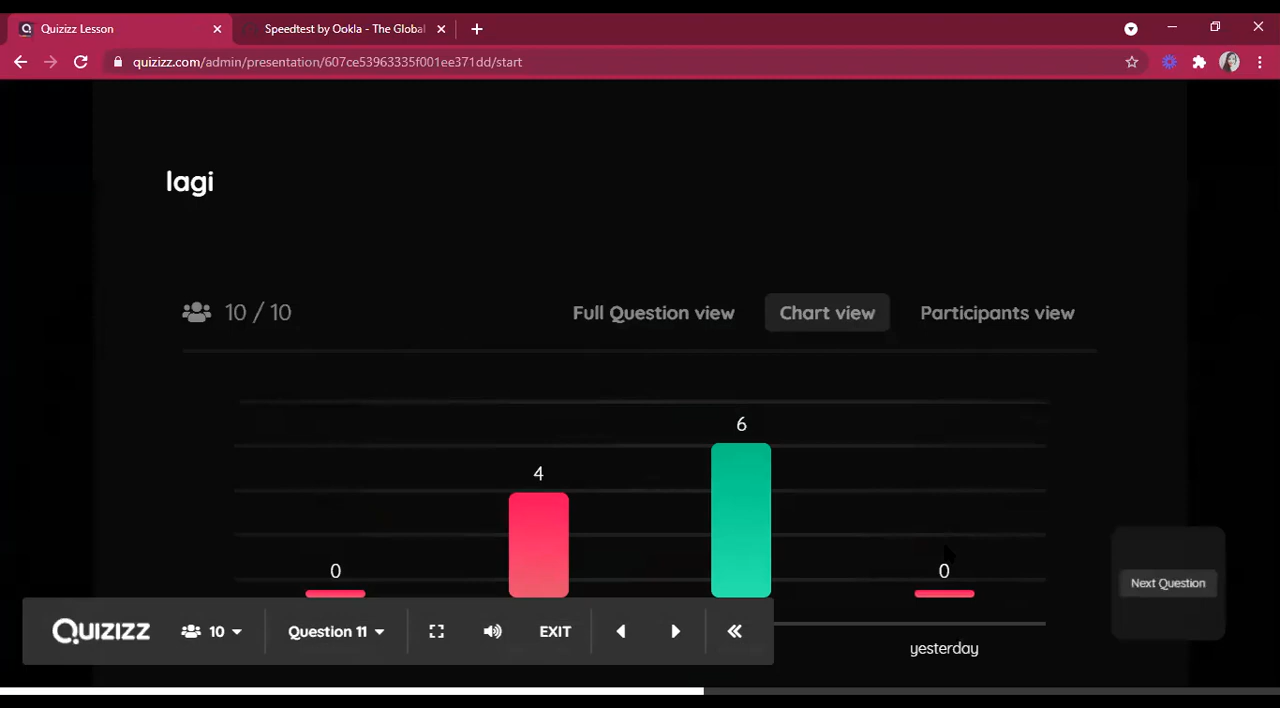 Quizizz Lesson
Speedtest by Ookla - The Global
quizizz.com/admin/presentation/607ce53963335f001ee371dd/start
lagi
10 / 10
Full Question view
Chart view
Participants view
0
4
6
0
yesterday
Next Question
QUIZIZZ
10
Question 11
EXIT